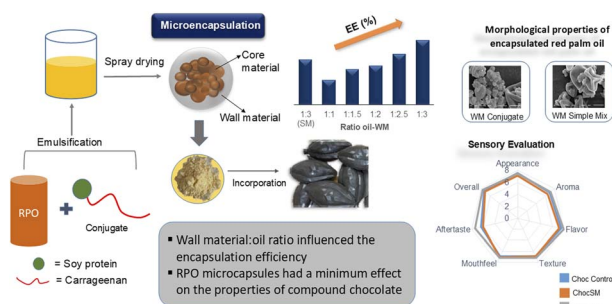 Microencapsulation
Spray drying
Core
material
Wall material
Emulsification
RPO
Conjugate
= Soy protein
= Carrageenan
Incorporation
EE (%)
1:3
(SM)
1:1
1:1.5
1:2
1:2.5
1:3
Ratio oil-WM
Morphological properties of
encapsulated red palm oil
WM Conjugate
WM Simple Mix
Sensory Evaluation
Appearance
Aroma
Flavor
Texture
Mouthfeel
Aftertaste
Overall
8
6
4
2
0
Choc Contro
ChocSM
▪ Wall material:oil ratio influenced the
encapsulation efficiency
▪ RPO microcapsules had a minimum effect
on the properties of compound chocolate